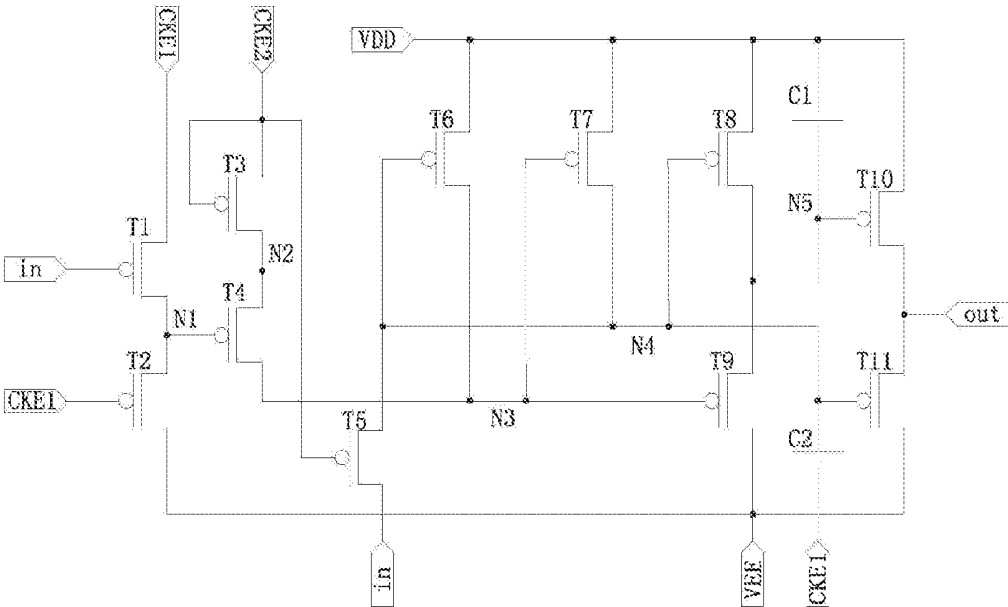 CKE1
CKE2
VDD
C1
T6
T7
T8
T3
T10
N5
T1
N2
in
T4
N1
out
N4
T2
T9
T11
CKE1
N3
T5
C2
in
VEE
CKE1